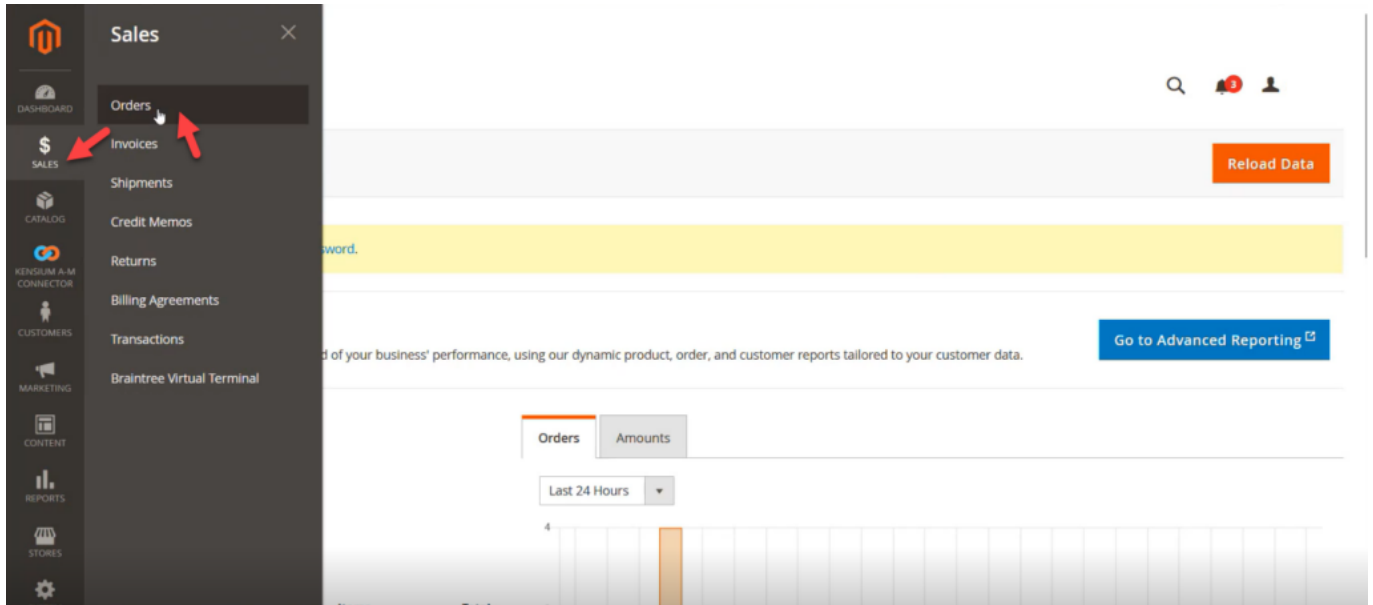 Sales
DASHBOARD
Orders
3
$
SALES
Invoices
Reload Data
Shipments
CATALOG
Credit Memos
sword.
KENSIUM A-M
CONNECTOR
Returns
Billing Agreements
CUSTOMERS
Transactions
Go to Advanced Reporting
d of your business' performance, using our dynamic product, order, and customer reports tailored to your customer data.
MARKETING
Braintree Virtual Terminal
CONTENT
Orders
Amounts
REPORTS
Last 24 Hours
4
STORES